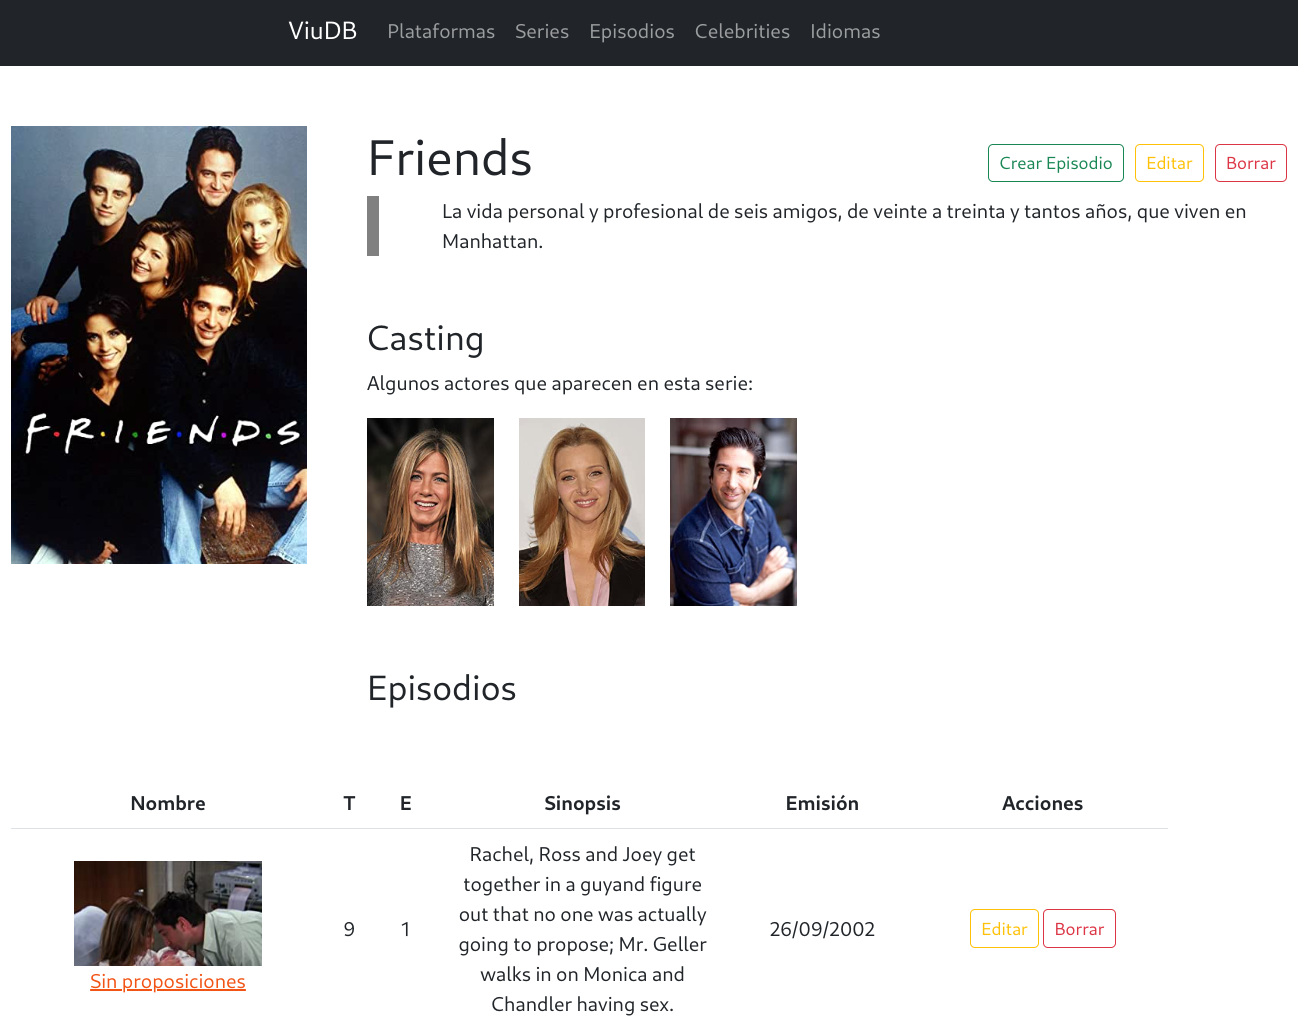 ViuDB Plataformas Series Episodios Celebrities Idiomas
F·R·I·E·N·D·S
Friends
Crear Episodio Editar Borrar
La vida personal y profesional de seis amigos, de veinte a treinta y tantos años, que viven en
Manhattan.
Casting
Algunos actores que aparecen en esta serie:
Episodios
Nombre T E Sinopsis Emisión Acciones
Sin proposiciones
9 1
Rachel, Ross and Joey get
together in a guyand figure
out that no one was actually
going to propose; Mr. Geller
walks in on Monica and
Chandler having sex.
26/09/2002
Editar Borrar